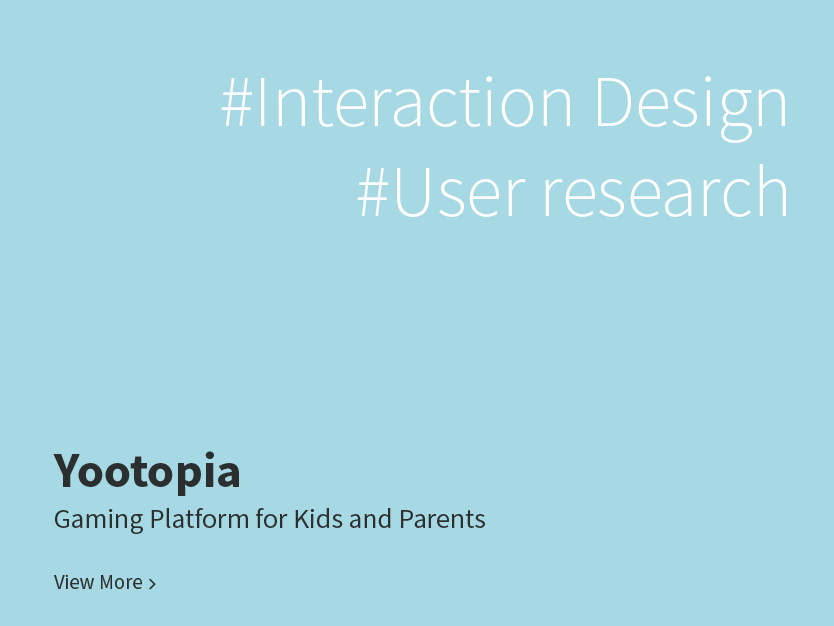 #Interaction Design
#User research
Yootopia
Gaming Platform for Kids and Parents
View More >